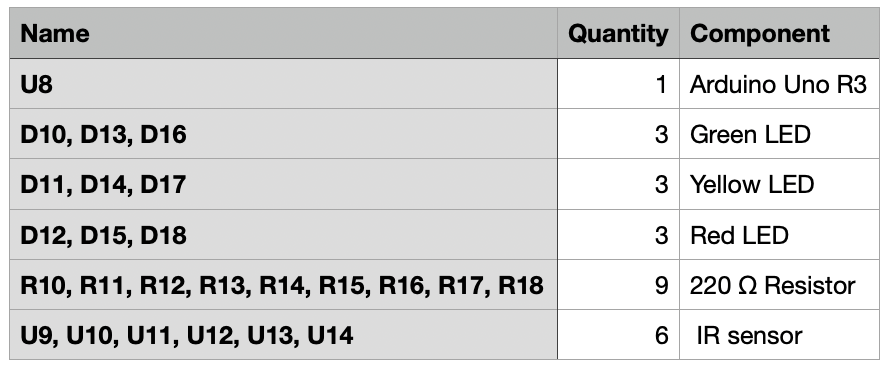 Name Quantity Component
U8 1 Arduino Uno R3
D10, D13, D16 3 Green LED
D11, D14, D17 3 Yellow LED
D12, D15, D18 3 Red LED
R10, R11, R12, R13, R14, R15, R16, R17, R18 9 220 Ω Resistor
U9, U10, U11, U12, U13, U14 6 IR sensor